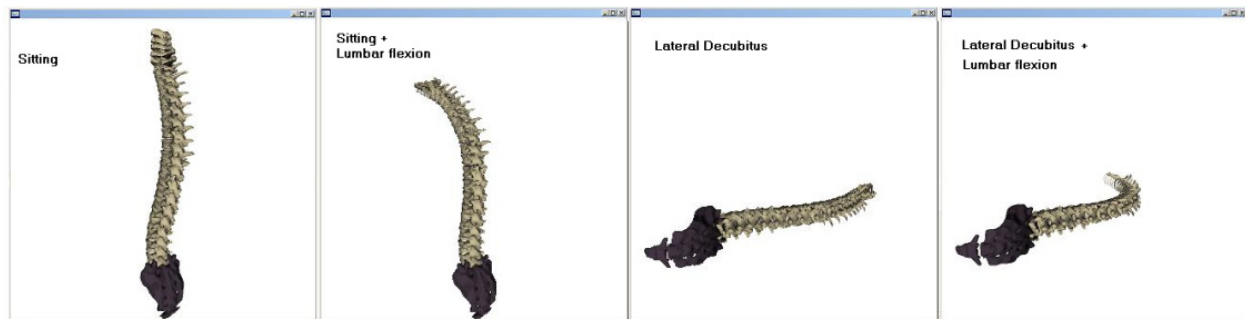 Sitting
Sitting +
Lumbar flexion
Lateral Decubitus
Lateral Decubitus +
Lumbar flexion